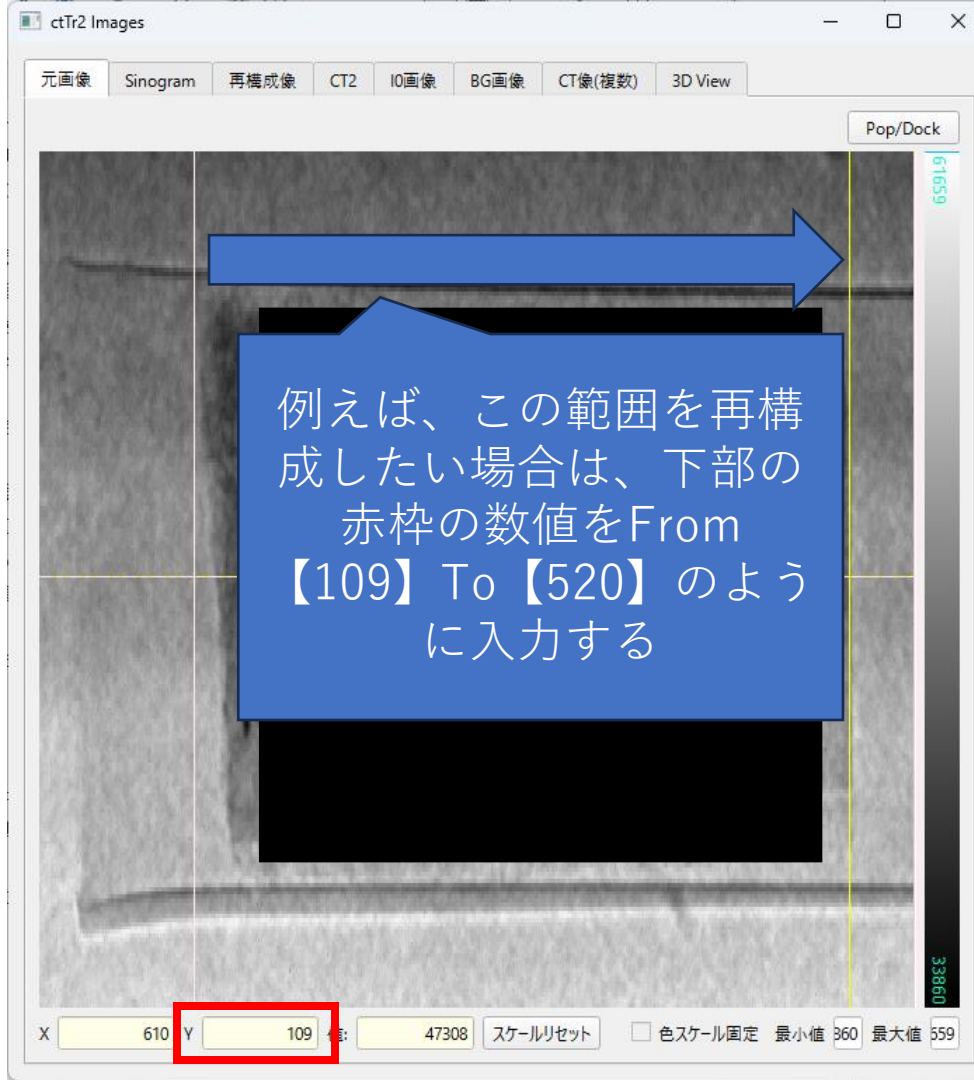 ctTr2 Images
元画像 Sinogram 再構成像 CT2 I0画像 BG画像 CT像(複数) 3D View
Pop/Dock
61659
例えば、この範囲を再構
成したい場合は、下部の
赤枠の数値をFrom
【109】To【520】のよう
に入力する
33860
X 610 Y 109 値: 47308 スケールリセット 色スケール固定 最小値 860 最大値 659